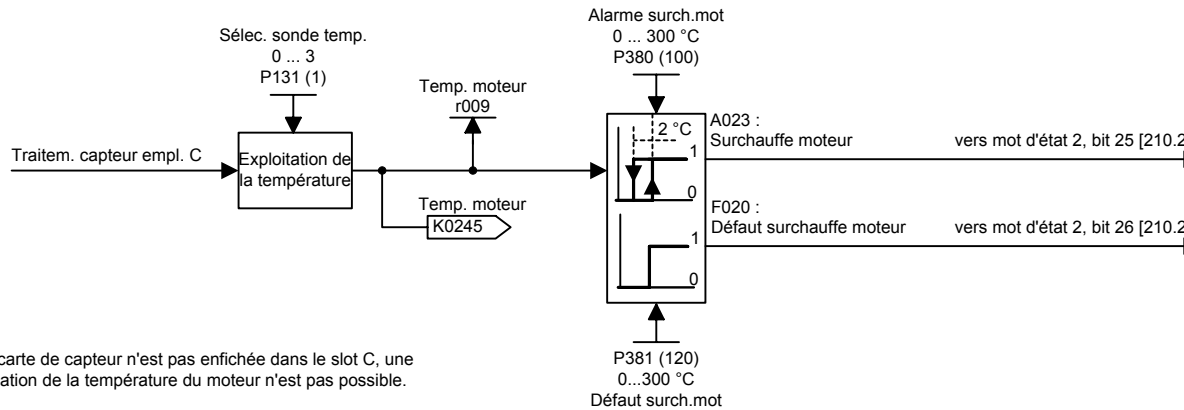 Alarme surch.mot
0 ... 300 °C
P380 (100)
Sélec. sonde temp.
0 ... 3
P131 (1)
Temp. moteur
r009
Traitem. capteur empl. C
Exploitation de
la température
Temp. moteur
K0245
2 °C
1
0
1
0
A023 :
Surchauffe moteur
vers mot d'état 2, bit 25 [210.2
F020 :
Défaut surchauffe moteur
vers mot d'état 2, bit 26 [210.2
P381 (120)
0...300 °C
Défaut surch.mot
carte de capteur n'est pas enfichée dans le slot C, une
ation de la température du moteur n'est pas possible.